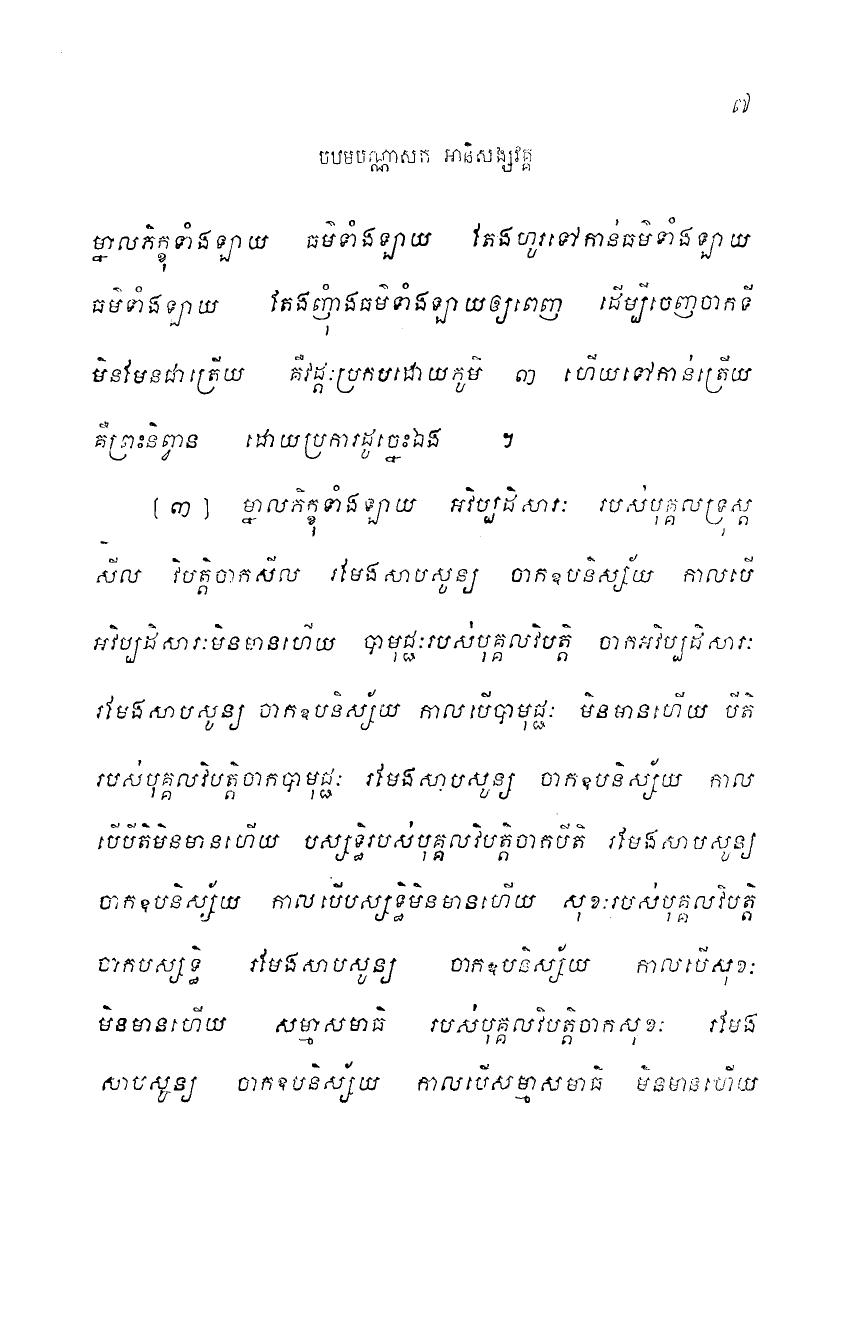 ៧
បឋមបណ្ណាសក អានិសង្សវគ្គ
ម្នាលភិក្ខុទាំងឡាយ ធម៌ទាំងឡាយ តែងហូរទៅកាន់ធម៌ទាំងឡាយ
ធម៌ទាំងឡាយ តែងញុំាងធម៌ទាំងឡាយឲ្យពេញ ដើម្បីចេញចាកទី
មិនមែនជាត្រើយ គឺវដ្តៈប្រកបដោយភូមិ ៣ ហើយទៅកាន់ត្រើយ
គឺព្រះនិព្វាន ដោយប្រការដូច្នេះឯង ។
[ ៣ ] ម្នាលភិក្ខុទាំងឡាយ អវិប្បដិសារៈ របស់បុគ្គលទ្រុស្ត
សីល វិបត្តិចាកសីល រមែងសាបសូន្យ ចាកឧបនិស្ស័យ កាលបើ
អវិប្បដិសារៈមិនមានហើយ បាមុជ្ជៈរបស់បុគ្គលវិបត្តិ ចាកអវិប្បដិសារៈ
រមែងសាបសូន្យ ចាកឧបនិស្ស័យ កាលបើបាមុជ្ជៈ មិនមានហើយ បីតិ
របស់បុគ្គលវិបត្តិចាកបាមុជ្ជៈ រមែងសាបសូន្យ ចាកឧបនិស្ស័យ កាល
បើបីតិមិនមានហើយ បស្សទ្ធិរបស់បុគ្គលវិបត្តិចាកបីតិ រមែងសាបសូន្យ
ចាកឧបនិស្ស័យ កាលបើបស្សទ្ធិមិនមានហើយ សុខៈរបស់បុគ្គលវិបត្តិ
ចាកបស្សទ្ធិ រមែងសាបសូន្យ ចាកឧបនិស្ស័យ កាលបើសុខៈ
មិនមានហើយ សម្មាសមាធិ របស់បុគ្គលវិបត្តិចាកសុខៈ រមែង
សាបសូន្យ ចាកឧបនិស្ស័យ កាលបើសម្មាសមាធិ មិនមានហើយ